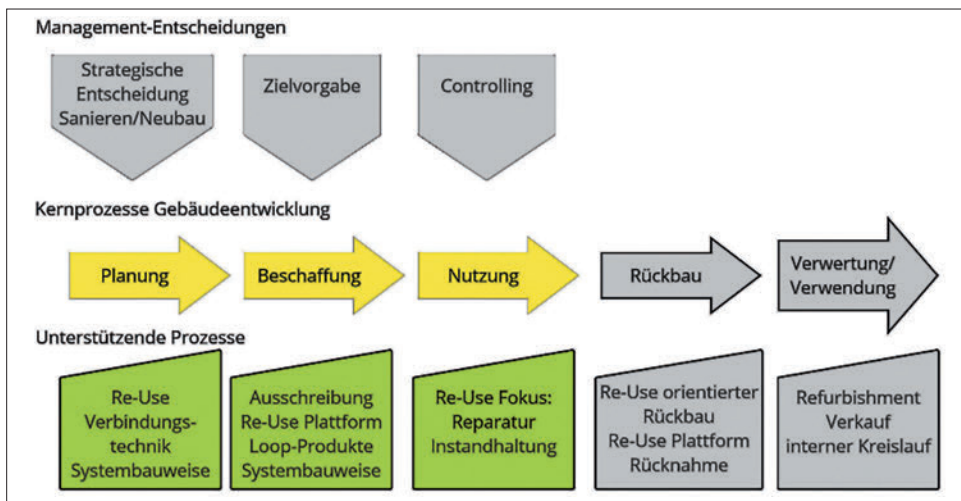 Management-Entscheidungen
Strategische
Entscheidung
Sanieren/Neubau
Zielvorgabe
Controlling
Kernprozesse Gebäudeentwicklung
Planung
Beschaffung
Nutzung
Rückbau
Verwertung/
Verwendung
Unterstützende Prozesse
Re-Use
Verbindungs-
technik
Systembauweise
Ausschreibung
Re-Use Plattform
Loop-Produkte
Systembauweise
Re-Use Fokus:
Reparatur
Instandhaltung
Re-Use orientierter
Rückbau
Re-Use Plattform
Rücknahme
Refurbishment
Verkauf
interner Kreislauf